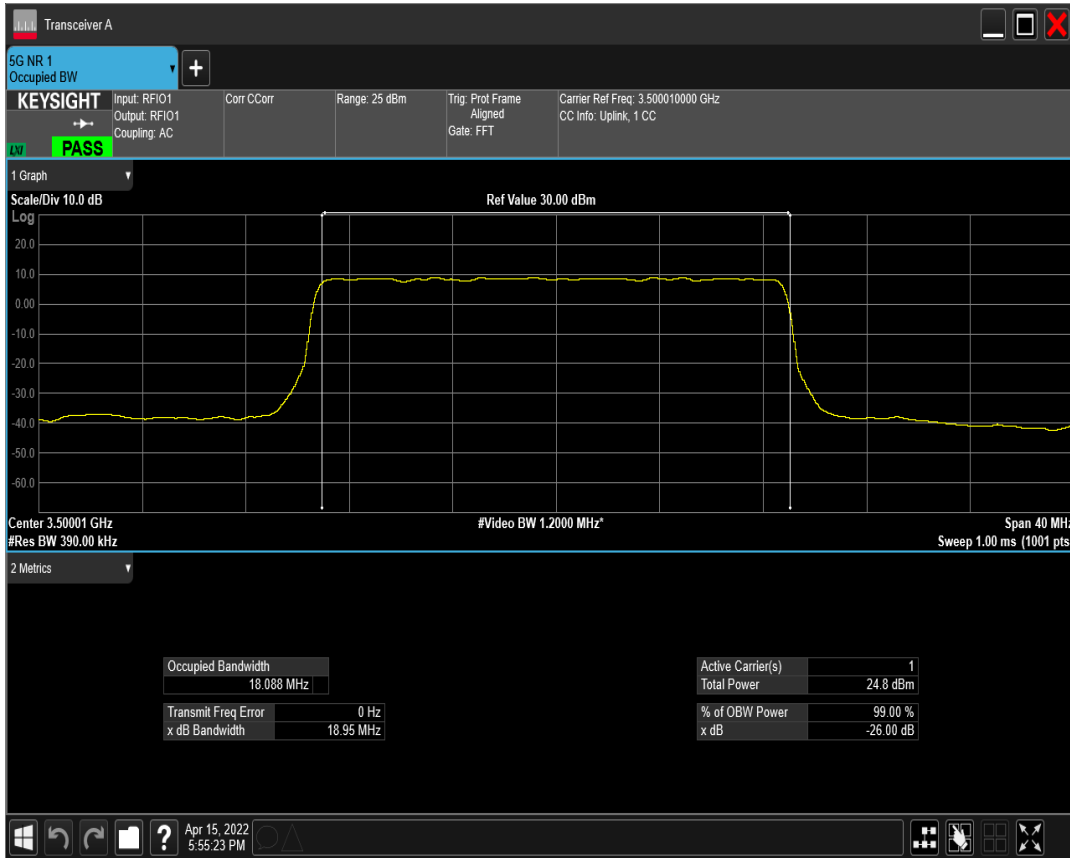 Transceiver A
5G NR 1
Occupied BW
+
KEYSIGHT
LXI
PASS
Input: RFIO1
Output: RFIO1
Coupling: AC
Corr CCorr
Range: 25 dBm
Trig: Prot Frame
Aligned
Gate: FFT
Carrier Ref Freq: 3.500010000 GHz
CC Info: Uplink, 1 CC
1 Graph
Scale/Div 10.0 dB
Ref Value 30.00 dBm
Log
20.0
10.0
0.00
-10.0
-20.0
-30.0
-40.0
-50.0
-60.0
Center 3.50001 GHz
#Video BW 1.2000 MHz*
Span 40 MHz
#Res BW 390.00 kHz
Sweep 1.00 ms (1001 pts
2 Metrics
Occupied Bandwidth
18.088 MHz
Transmit Freq Error 0 Hz
x dB Bandwidth 18.95 MHz
Active Carrier(s) 1
Total Power 24.8 dBm
% of OBW Power 99.00 %
x dB -26.00 dB
?
Apr 15, 2022
5:55:23 PM